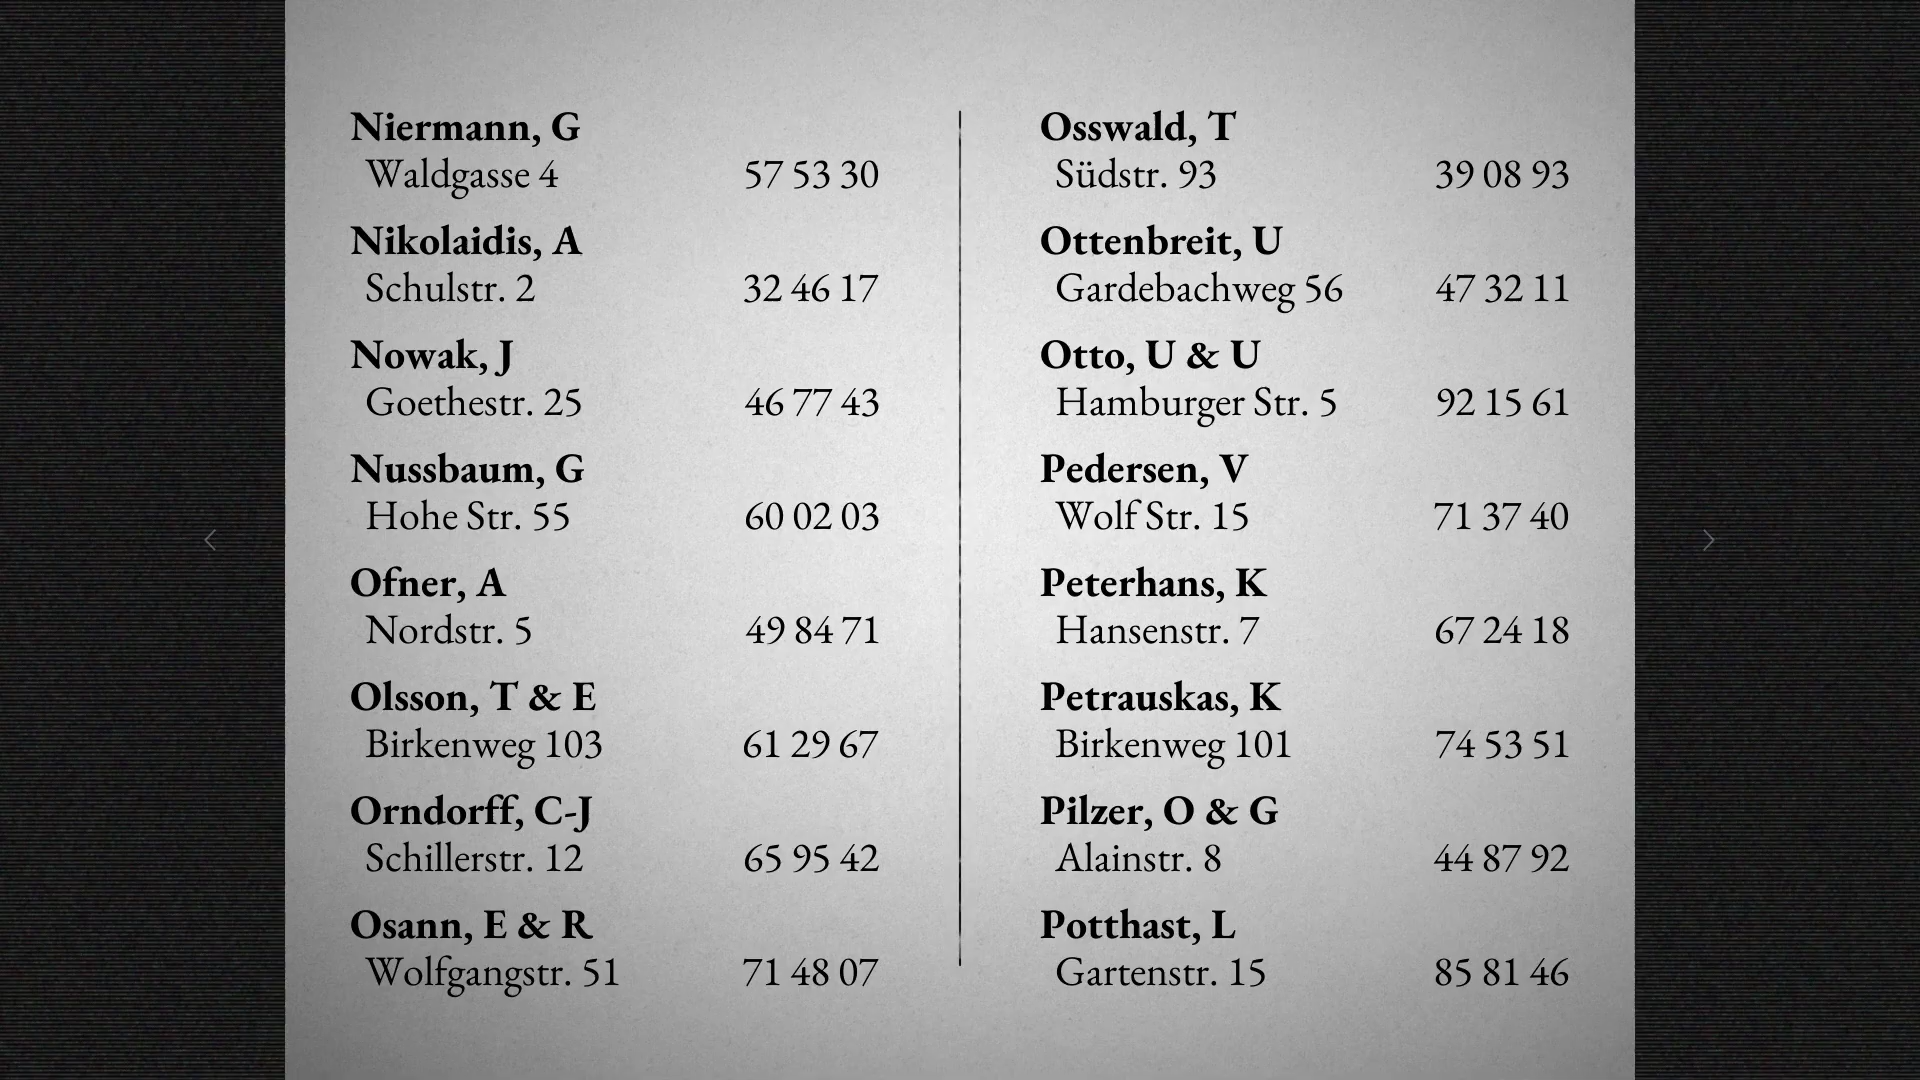 Niermann, G
Waldgasse 4 57 53 30
Nikolaidis, A
Schulstr. 2 32 46 17
Nowak, J
Goethestr. 25 46 77 43
Nussbaum, G
Hohe Str. 55 60 02 03
Ofner, A
Nordstr. 5 49 84 71
Olsson, T & E
Birkenweg 103 61 29 67
Orndorff, C-J
Schillerstr. 12 65 95 42
Osann, E & R
Wolfgangstr. 51 71 48 07
Osswald, T
Südstr. 93 39 08 93
Ottenbreit, U
Gardebachweg 56 47 32 11
Otto, U & U
Hamburger Str. 5 92 15 61
Pedersen, V
Wolf Str. 15 71 37 40
Peterhans, K
Hansenstr. 7 67 24 18
Petrauskas, K
Birkenweg 101 74 53 51
Pilzer, O & G
Alainstr. 8 44 87 92
Potthast, L
Gartenstr. 15 85 81 46